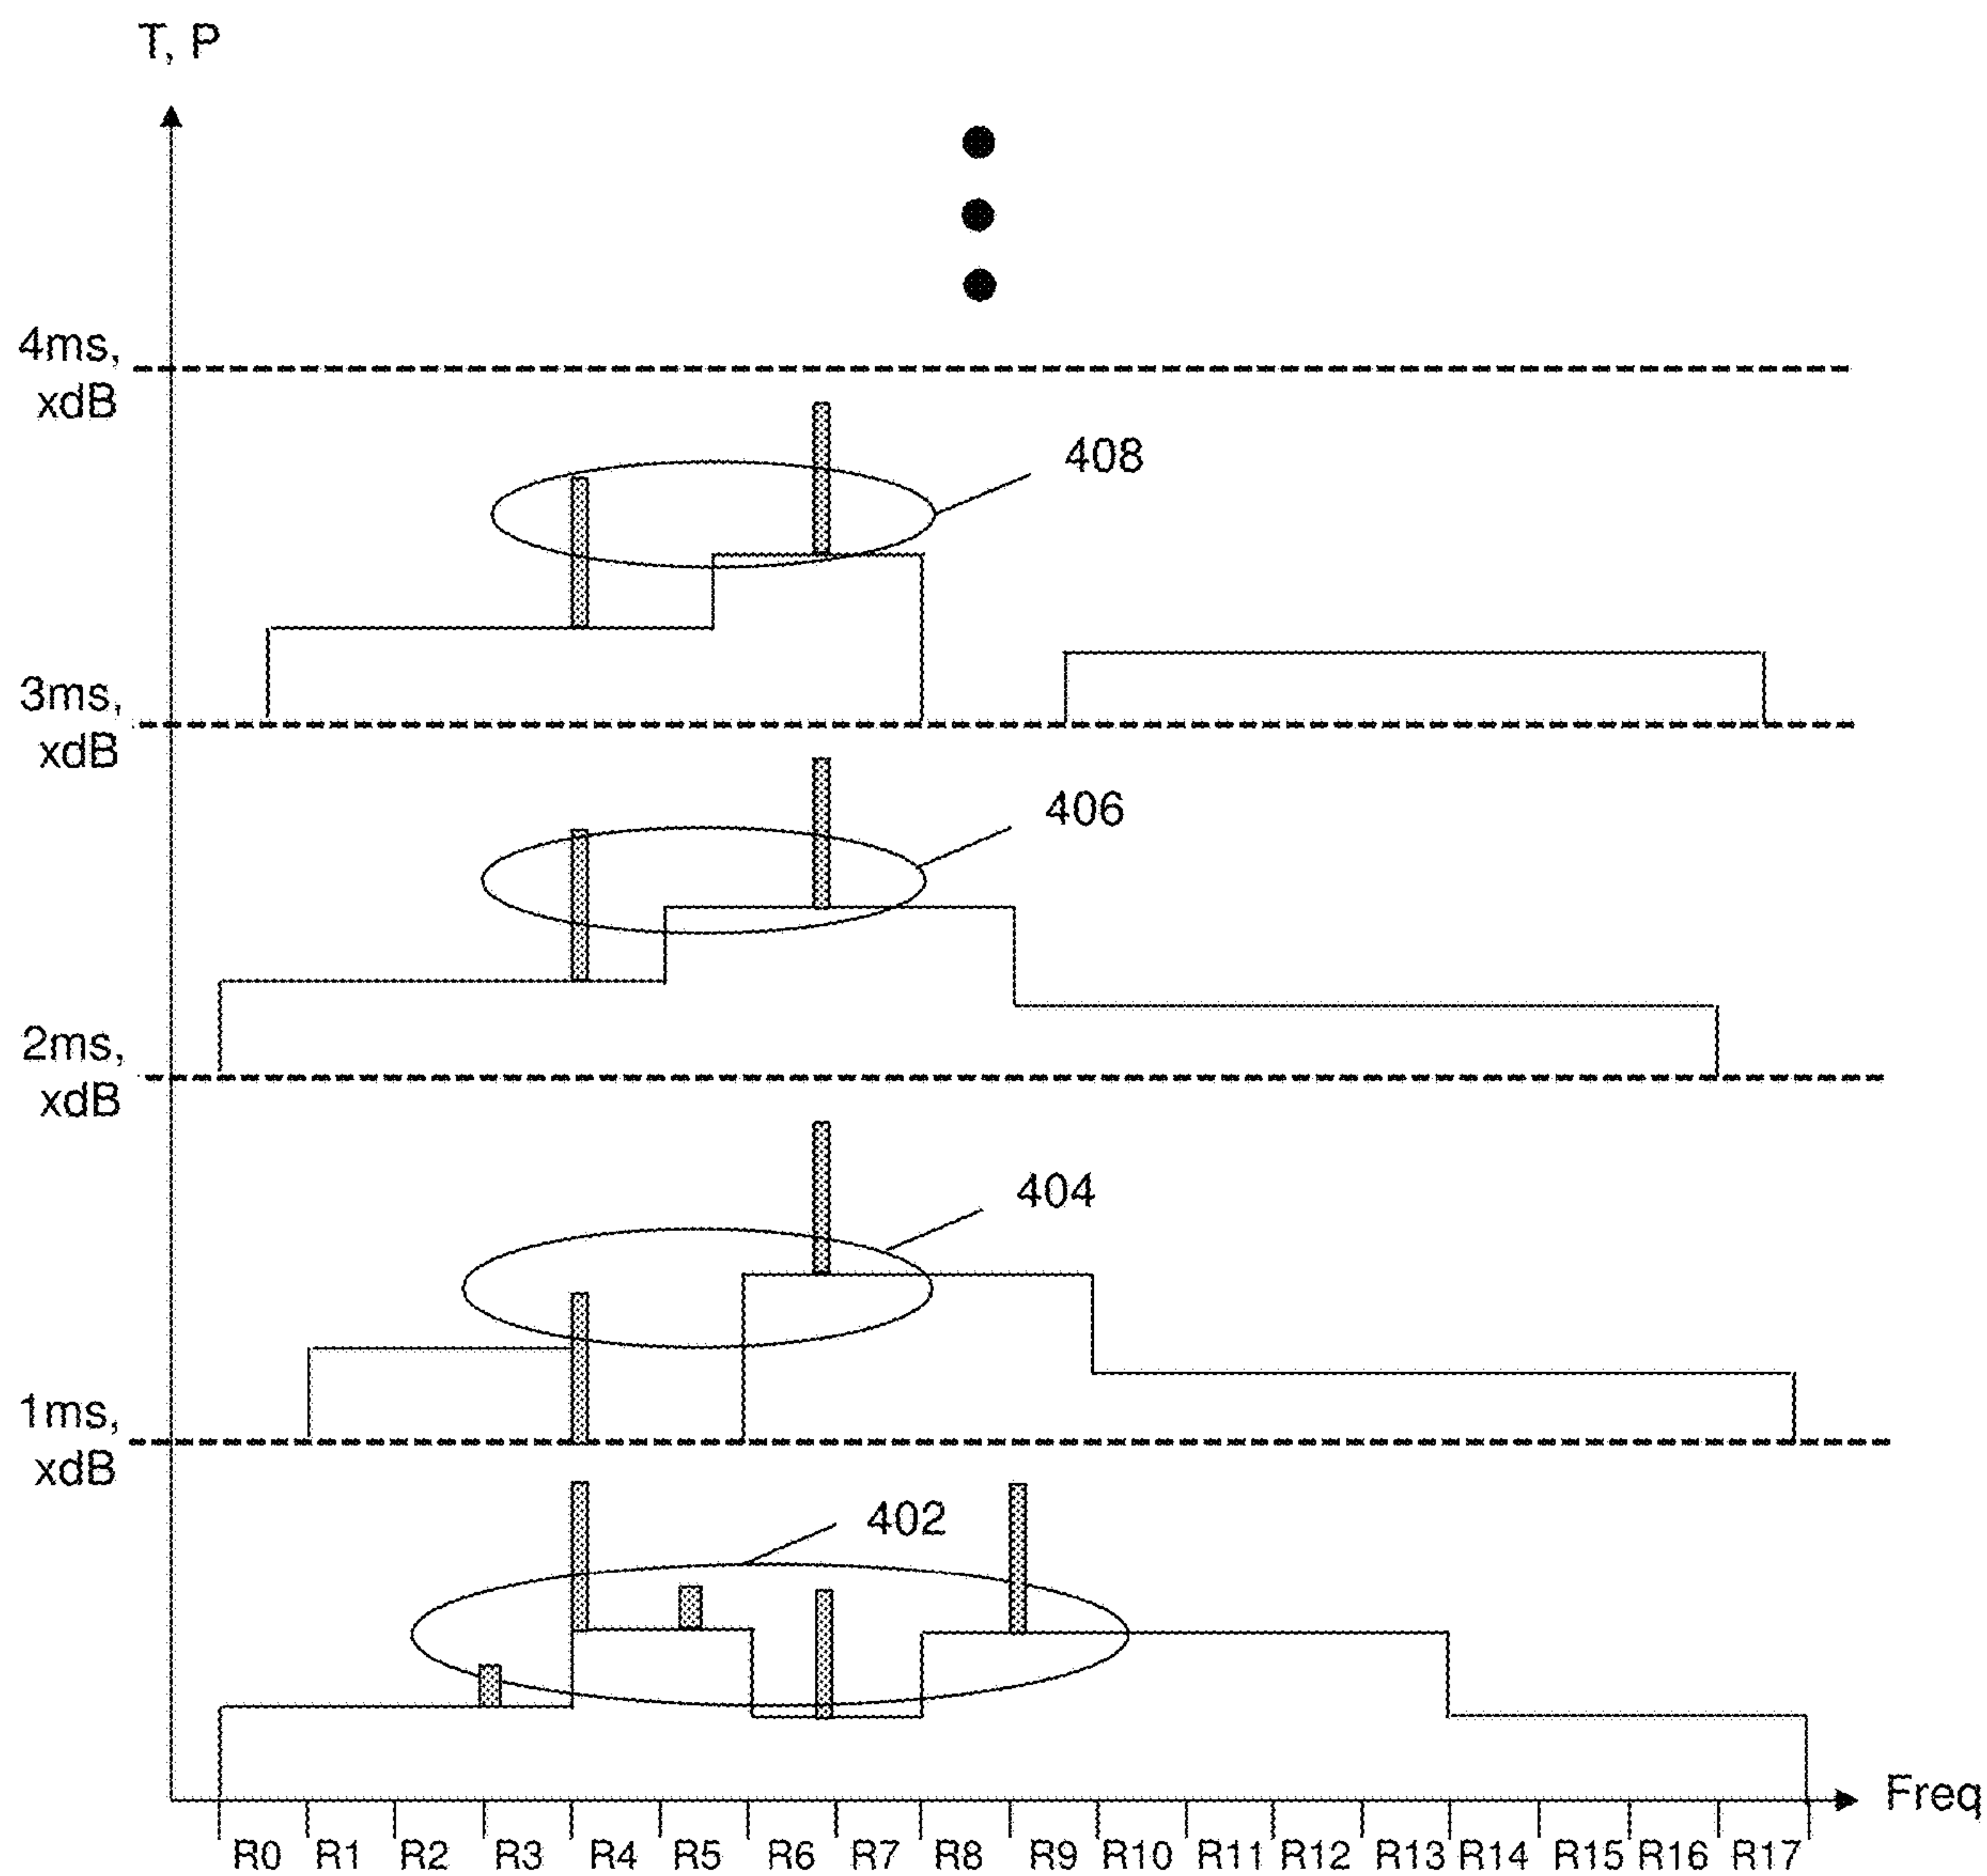 T, P
4ms,
xdB
408
3ms,
xdB
406
2ms,
xdB
404
1ms,
xdB
402
Freq
R0 R1 R2 R3 R4 R5 R6 R7 R8 R9 R10 R11 R12 R13 R14 R15 R16 R17